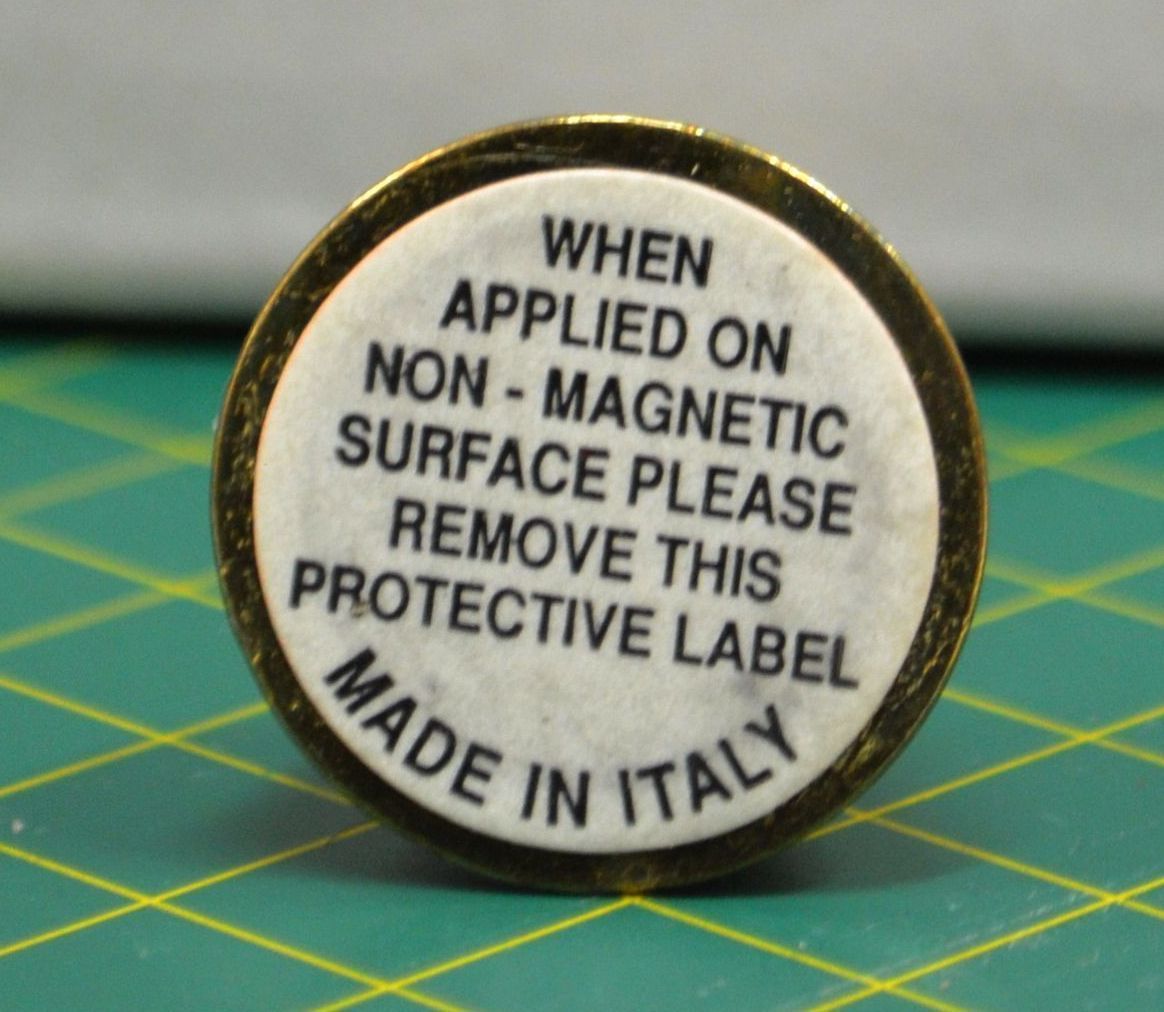 WHEN
APPLIED ON
NON - MAGNETIC
SURFACE PLEASE
REMOVE THIS
PROTECTIVE LABEL
MADE IN ITALY